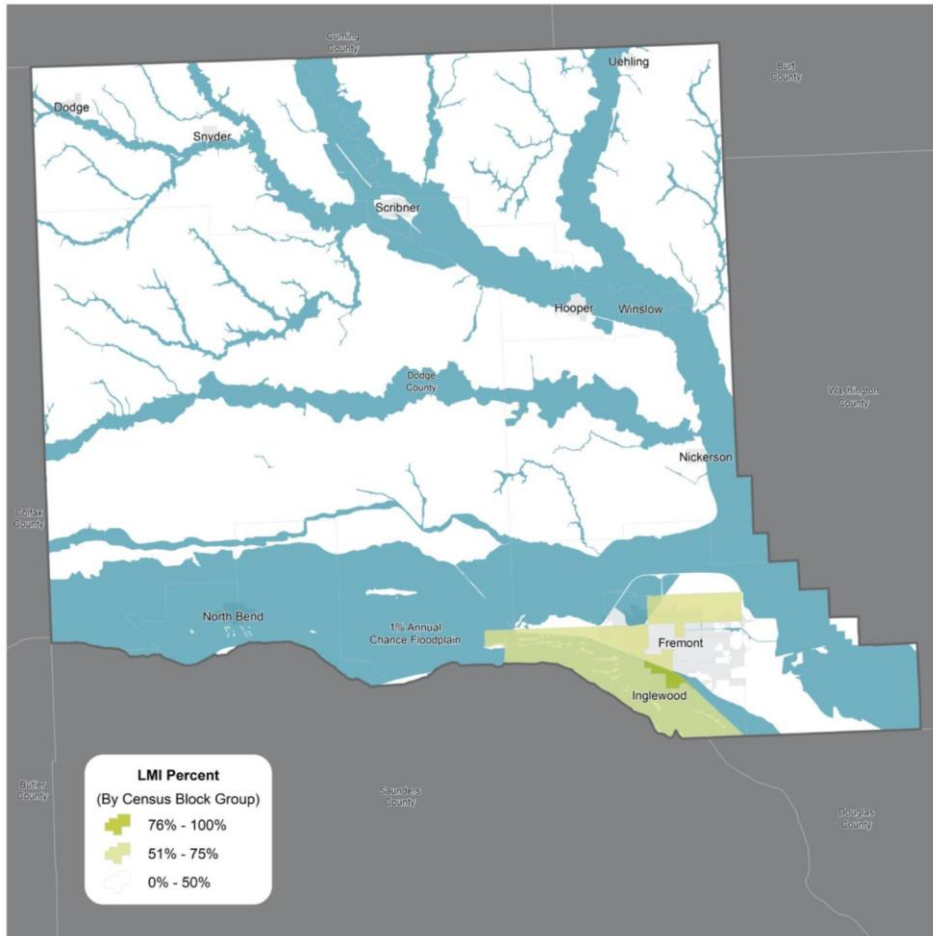 Cuming
County
Uehling
Burt
County
Dodge
Snyder
Scribner
Hooper
Winslow
Dodge
County
Washington
County
Nickerson
Colfax
County
North Bend
1% Annual
Chance Floodplain
Fremont
Inglewood
LMI Percent
(By Census Block Group)
76% - 100%
51% - 75%
0% - 50%
Butler
County
Saunders
County
Douglas
County